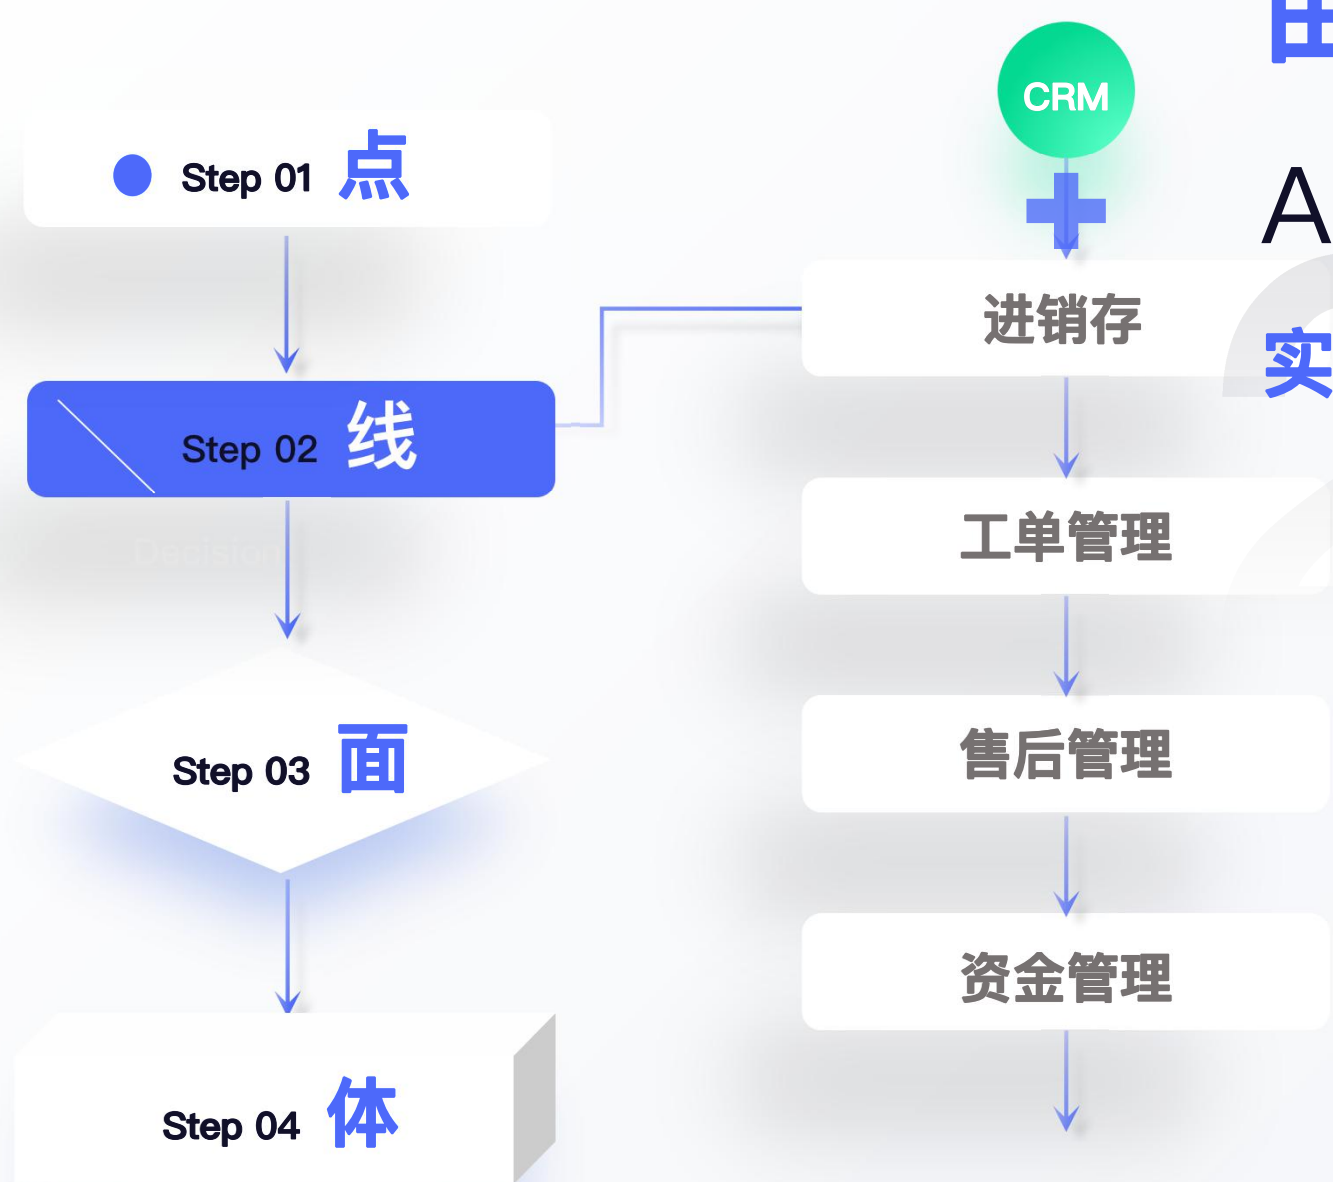 Step 01 点
Step 02 线
Decision
Step 03 面
Step 04 体
CRM
进销存
工单管理
售后管理
资金管理
A
实